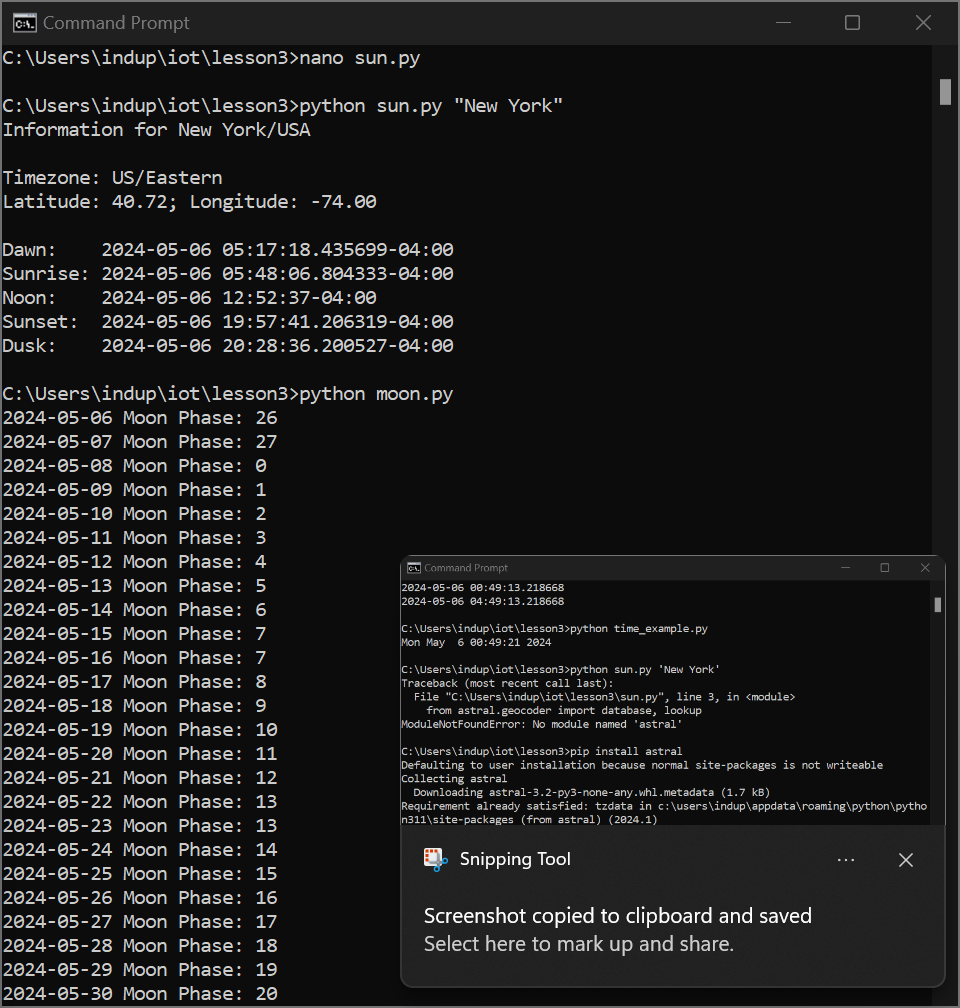 Command Prompt
C:\Users\indup\iot\lesson3>nano sun.py
C:\Users\indup\iot\lesson3>python sun.py "New York"
Information for New York/USA
Timezone: US/Eastern
Latitude: 40.72; Longitude: -74.00
Dawn:    2024-05-06 05:17:18.435699-04:00
Sunrise: 2024-05-06 05:48:06.804333-04:00
Noon:    2024-05-06 12:52:37-04:00
Sunset:  2024-05-06 19:57:41.206319-04:00
Dusk:    2024-05-06 20:28:36.200527-04:00
C:\Users\indup\iot\lesson3>python moon.py
2024-05-06 Moon Phase: 26
2024-05-07 Moon Phase: 27
2024-05-08 Moon Phase: 0
2024-05-09 Moon Phase: 1
2024-05-10 Moon Phase: 2
2024-05-11 Moon Phase: 3
2024-05-12 Moon Phase: 4
2024-05-13 Moon Phase: 5
2024-05-14 Moon Phase: 6
2024-05-15 Moon Phase: 7
2024-05-16 Moon Phase: 7
2024-05-17 Moon Phase: 8
2024-05-18 Moon Phase: 9
2024-05-19 Moon Phase: 10
2024-05-20 Moon Phase: 11
2024-05-21 Moon Phase: 12
2024-05-22 Moon Phase: 13
2024-05-23 Moon Phase: 13
2024-05-24 Moon Phase: 14
2024-05-25 Moon Phase: 15
2024-05-26 Moon Phase: 16
2024-05-27 Moon Phase: 17
2024-05-28 Moon Phase: 18
2024-05-29 Moon Phase: 19
2024-05-30 Moon Phase: 20
Command Prompt
2024-05-06 00:49:13.218668
2024-05-06 04:49:13.218668
C:\Users\indup\iot\lesson3>python time_example.py
Mon May  6 00:49:21 2024
C:\Users\indup\iot\lesson3>python sun.py 'New York'
Traceback (most recent call last):
  File "C:\Users\indup\iot\lesson3\sun.py", line 3, in <module>
    from astral.geocoder import database, lookup
ModuleNotFoundError: No module named 'astral'
C:\Users\indup\iot\lesson3>pip install astral
Defaulting to user installation because normal site-packages is not writeable
Collecting astral
  Downloading astral-3.2-py3-none-any.whl.metadata (1.7 kB)
Requirement already satisfied: tzdata in c:\users\indup\appdata\roaming\python\pytho
n311\site-packages (from astral) (2024.1)
Snipping Tool
Screenshot copied to clipboard and saved
Select here to mark up and share.